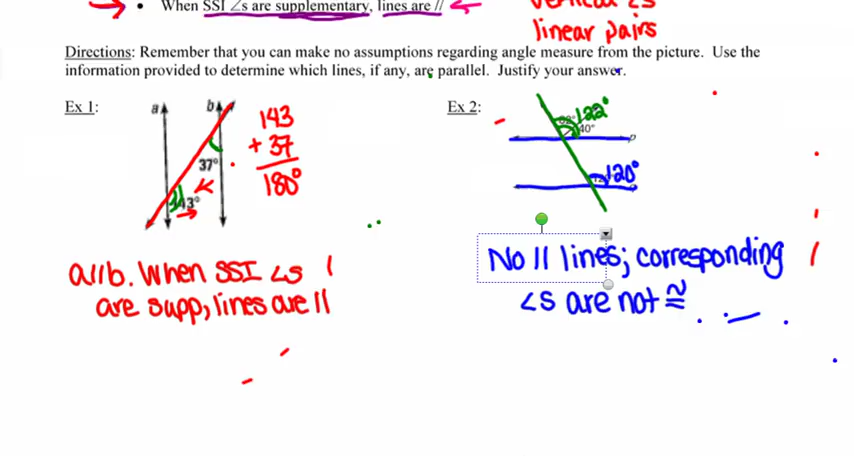 • When SSI ∠s are supplementary, lines are //
vertical ∠s
linear pairs
Directions: Remember that you can make no assumptions regarding angle measure from the picture. Use the
information provided to determine which lines, if any, are parallel. Justify your answer.
Ex 1:
a
b
143
+ 37
180°
37°
143°
a//b. When SSI ∠s
are supp, lines are //
Ex 2:
122°
40°
120°
No // lines; corresponding
∠s are not ≅